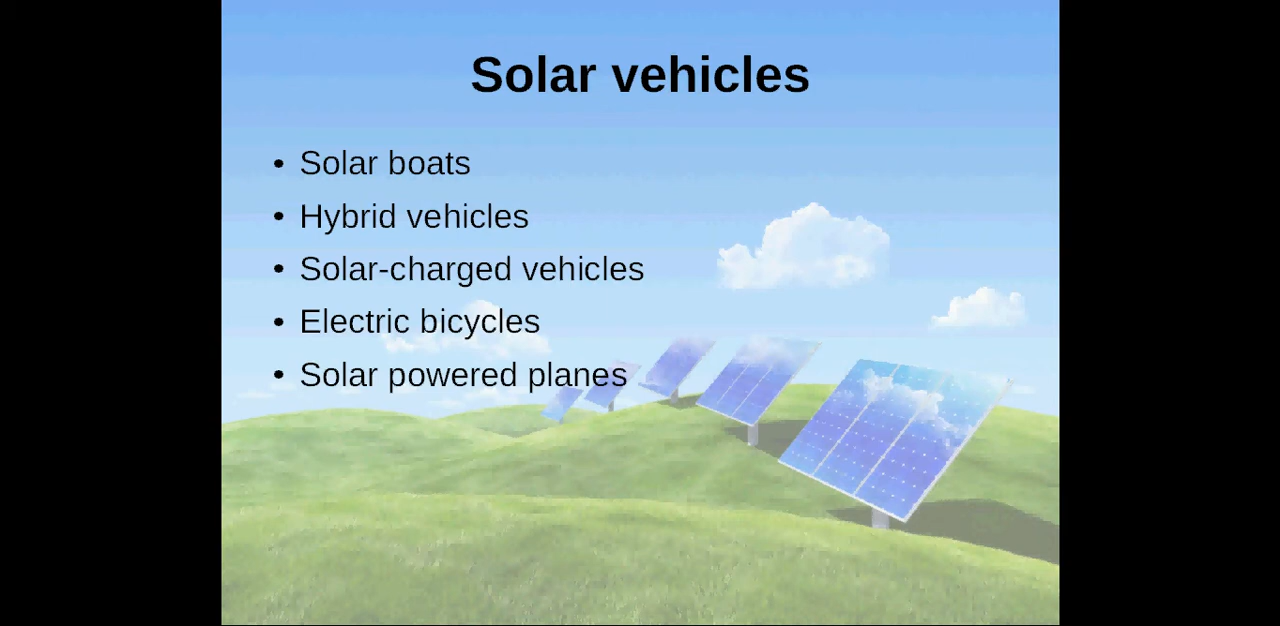 Solar vehicles
• Solar boats
• Hybrid vehicles
• Solar-charged vehicles
• Electric bicycles
• Solar powered planes